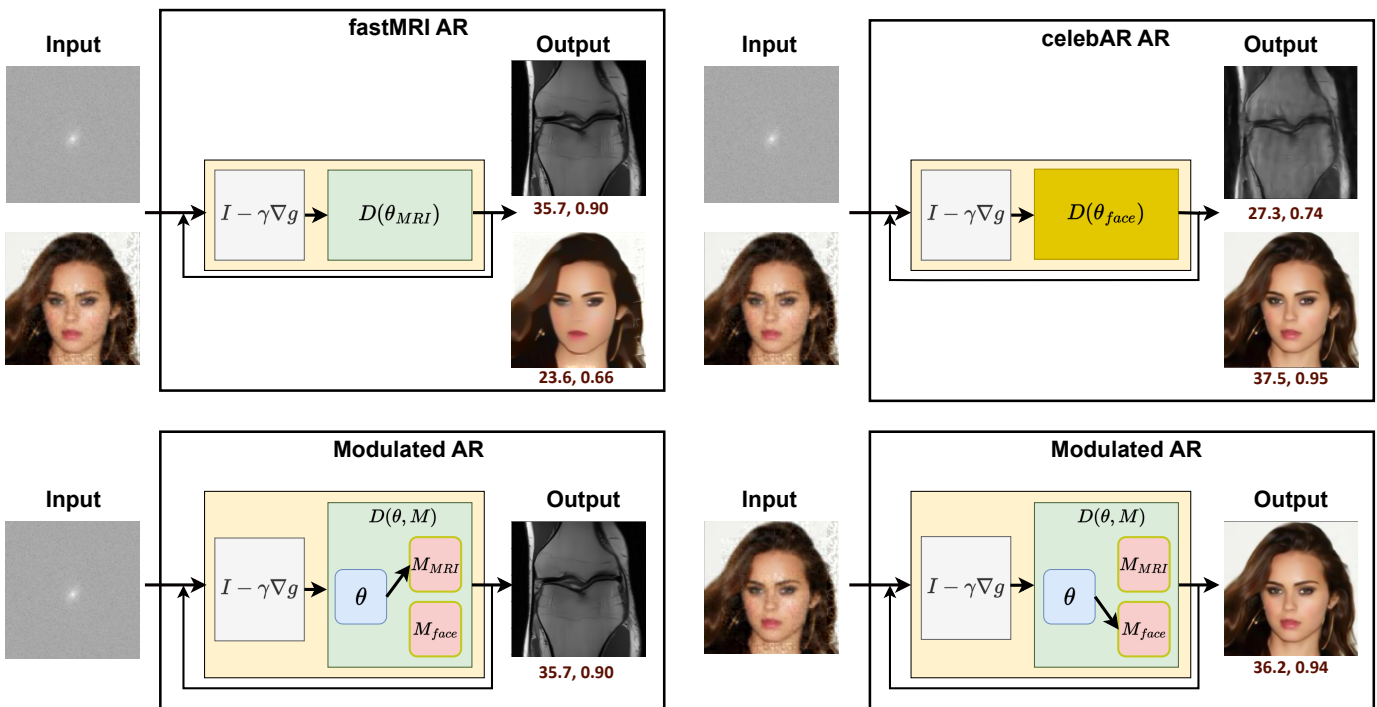 fastMRI AR
Input
Output
I − γ∇g
D(θ_MRI)
35.7, 0.90
23.6, 0.66
celebAR AR
Input
Output
I − γ∇g
D(θ_face)
27.3, 0.74
37.5, 0.95
Modulated AR
Input
Output
D(θ, M)
I − γ∇g
θ
M_MRI
M_face
35.7, 0.90
Modulated AR
Input
Output
D(θ, M)
I − γ∇g
θ
M_MRI
M_face
36.2, 0.94